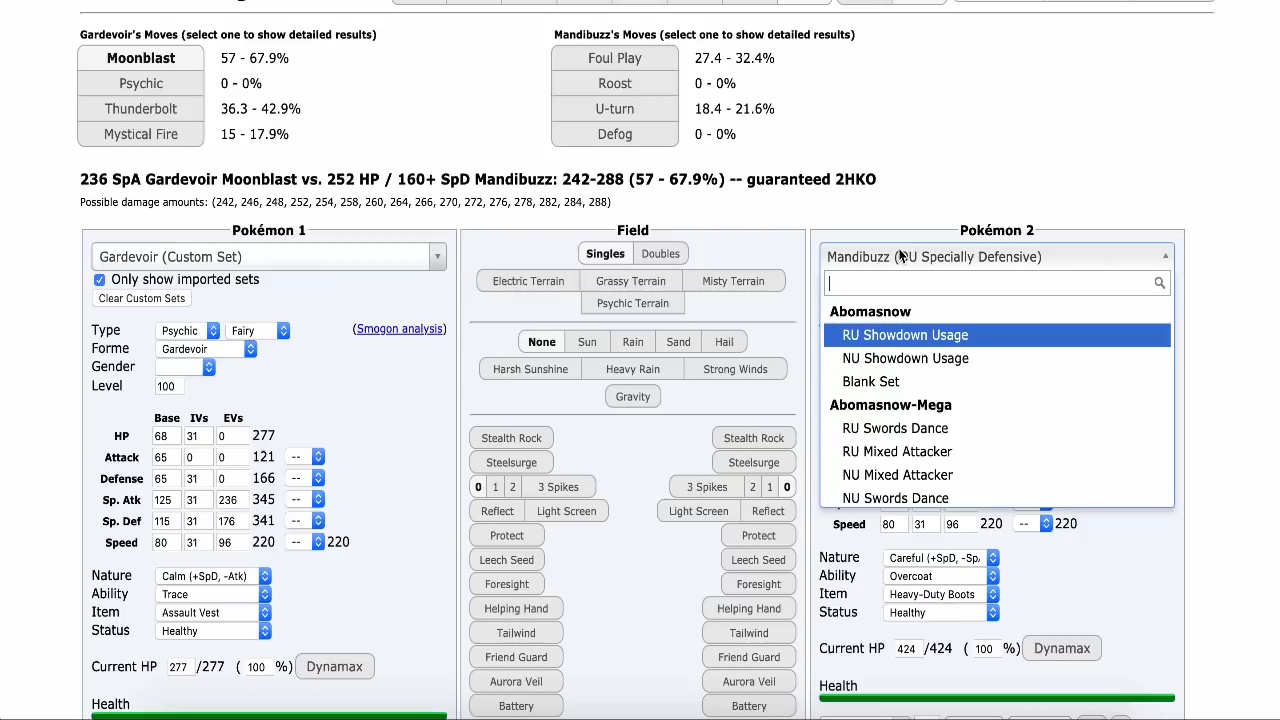 Gardevoir's Moves (select one to show detailed results)
Moonblast 57 - 67.9%
Psychic 0 - 0%
Thunderbolt 36.3 - 42.9%
Mystical Fire 15 - 17.9%
Mandibuzz's Moves (select one to show detailed results)
Foul Play 27.4 - 32.4%
Roost 0 - 0%
U-turn 18.4 - 21.6%
Defog 0 - 0%
236 SpA Gardevoir Moonblast vs. 252 HP / 160+ SpD Mandibuzz: 242-288 (57 - 67.9%) -- guaranteed 2HKO
Possible damage amounts: (242, 246, 248, 252, 254, 258, 260, 264, 266, 270, 272, 276, 278, 282, 284, 288)
Pokémon 1
Gardevoir (Custom Set)
Only show imported sets
Clear Custom Sets
Type Psychic Fairy (Smogon analysis)
Forme Gardevoir
Gender
Level 100
Base IVs EVs
HP 68 31 0 277
Attack 65 0 0 121 --
Defense 65 31 0 166 --
Sp. Atk 125 31 236 345 --
Sp. Def 115 31 176 341 --
Speed 80 31 96 220 -- 220
Nature Calm (+SpD, -Atk)
Ability Trace
Item Assault Vest
Status Healthy
Current HP 277 /277 ( 100 %) Dynamax
Health
Field
Singles Doubles
Electric Terrain Grassy Terrain Misty Terrain
Psychic Terrain
None Sun Rain Sand Hail
Harsh Sunshine Heavy Rain Strong Winds
Gravity
Stealth Rock Stealth Rock
Steelsurge Steelsurge
0 1 2 3 Spikes 3 Spikes 2 1 0
Reflect Light Screen Light Screen Reflect
Protect Protect
Leech Seed Leech Seed
Foresight Foresight
Helping Hand Helping Hand
Tailwind Tailwind
Friend Guard Friend Guard
Aurora Veil Aurora Veil
Battery Battery
Pokémon 2
Mandibuzz (RU Specially Defensive)
Abomasnow
RU Showdown Usage
NU Showdown Usage
Blank Set
Abomasnow-Mega
RU Swords Dance
RU Mixed Attacker
NU Mixed Attacker
NU Swords Dance
Speed 80 31 96 220 -- 220
Nature Careful (+SpD, -Sp.
Ability Overcoat
Item Heavy-Duty Boots
Status Healthy
Current HP 424 /424 ( 100 %) Dynamax
Health